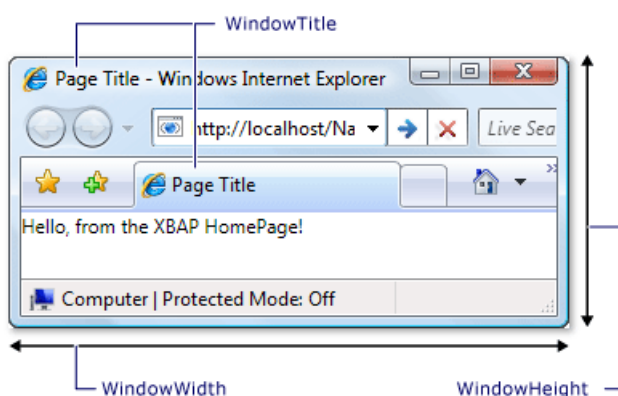 WindowTitle
Page Title - Windows Internet Explorer
http://localhost/Na
Live Sea
Page Title
Hello, from the XBAP HomePage!
Computer | Protected Mode: Off
WindowWidth
WindowHeight